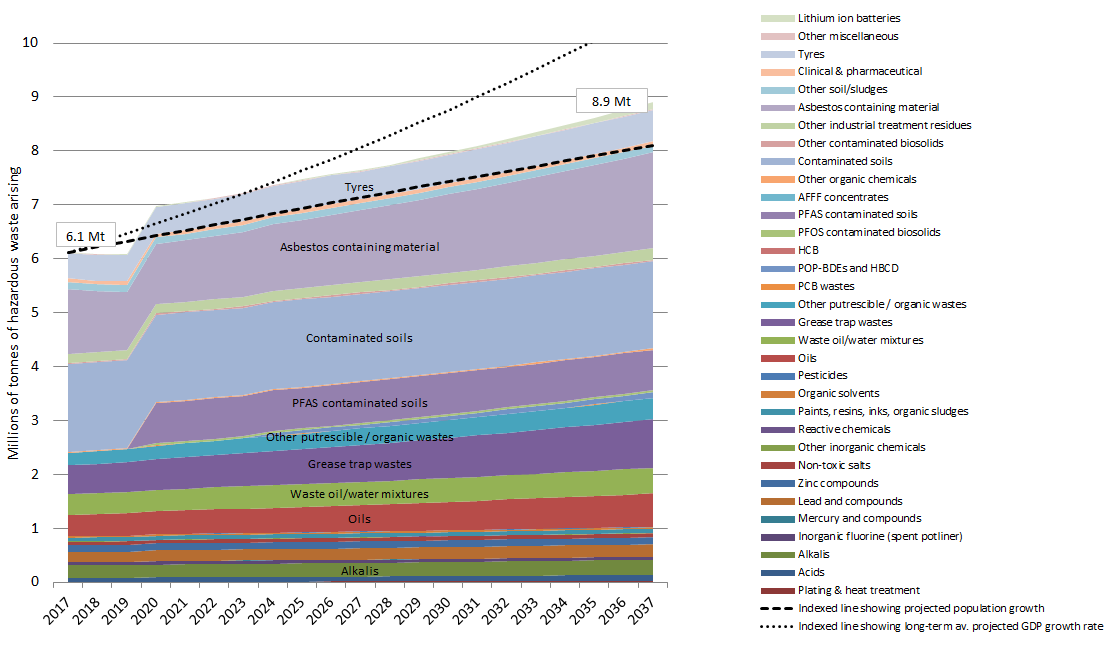 Millions of tonnes of hazardous waste arising
10
9
8
7
6
5
4
3
2
1
0
6.1 Mt
8.9 Mt
Tyres
Asbestos containing material
Contaminated soils
PFAS contaminated soils
Other putrescible / organic wastes
Grease trap wastes
Waste oil/water mixtures
Oils
Alkalis
2017
2018
2019
2020
2021
2022
2023
2024
2025
2026
2027
2028
2029
2030
2031
2032
2033
2034
2035
2036
2037
Lithium ion batteries
Other miscellaneous
Tyres
Clinical & pharmaceutical
Other soil/sludges
Asbestos containing material
Other industrial treatment residues
Other contaminated biosolids
Contaminated soils
Other organic chemicals
AFFF concentrates
PFAS contaminated soils
PFOS contaminated biosolids
HCB
POP-BDEs and HBCD
PCB wastes
Other putrescible / organic wastes
Grease trap wastes
Waste oil/water mixtures
Oils
Pesticides
Organic solvents
Paints, resins, inks, organic sludges
Reactive chemicals
Other inorganic chemicals
Non-toxic salts
Zinc compounds
Lead and compounds
Mercury and compounds
Inorganic fluorine (spent potliner)
Alkalis
Acids
Plating & heat treatment
Indexed line showing projected population growth
Indexed line showing long-term av. projected GDP growth rate